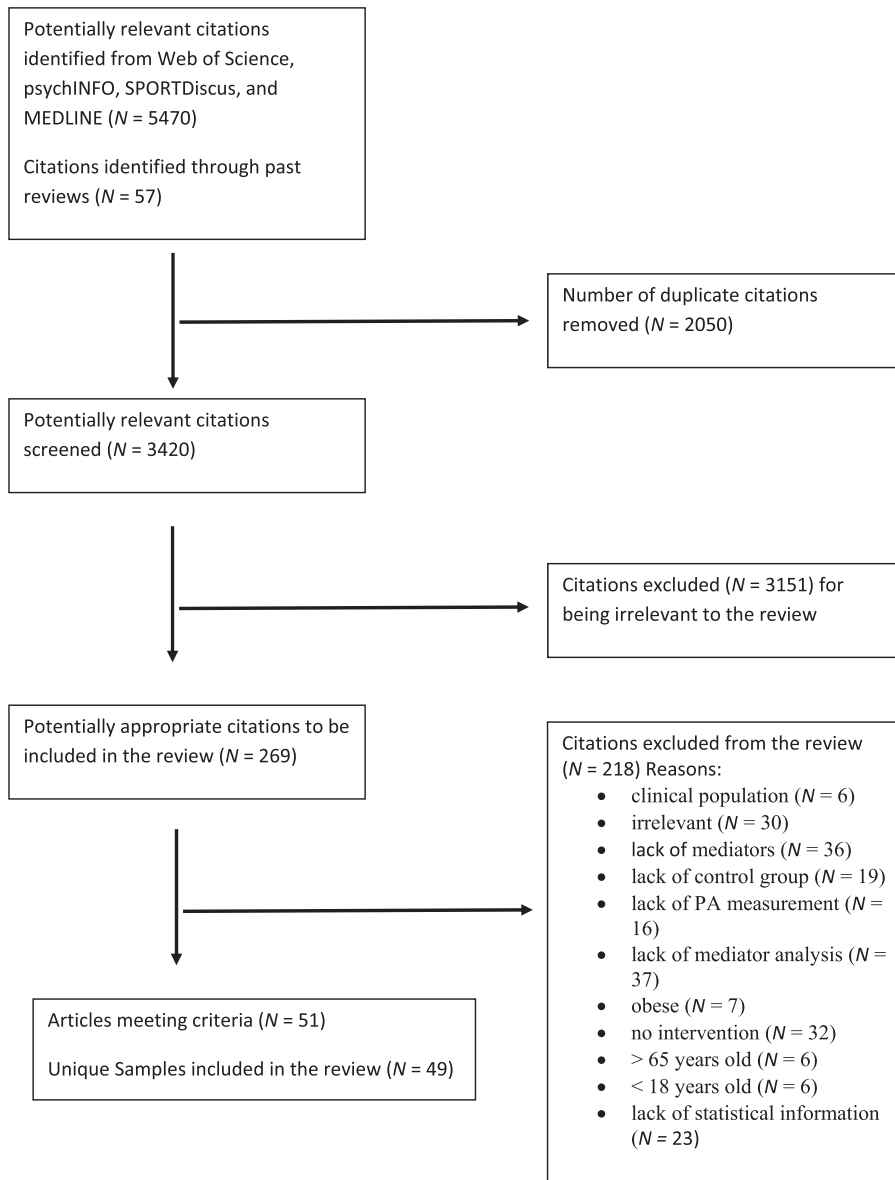 Potentially relevant citations
identified from Web of Science,
psychINFO, SPORTDiscus, and
MEDLINE (N = 5470)
Citations identified through past
reviews (N = 57)
Number of duplicate citations
removed (N = 2050)
Potentially relevant citations
screened (N = 3420)
Citations excluded (N = 3151) for
being irrelevant to the review
Potentially appropriate citations to be
included in the review (N = 269)
Citations excluded from the review
(N = 218) Reasons:
• clinical population (N = 6)
• irrelevant (N = 30)
• lack of mediators (N = 36)
• lack of control group (N = 19)
• lack of PA measurement (N =
16)
• lack of mediator analysis (N =
37)
• obese (N = 7)
• no intervention (N = 32)
• > 65 years old (N = 6)
• < 18 years old (N = 6)
• lack of statistical information
(N = 23)
Articles meeting criteria (N = 51)
Unique Samples included in the review (N = 49)